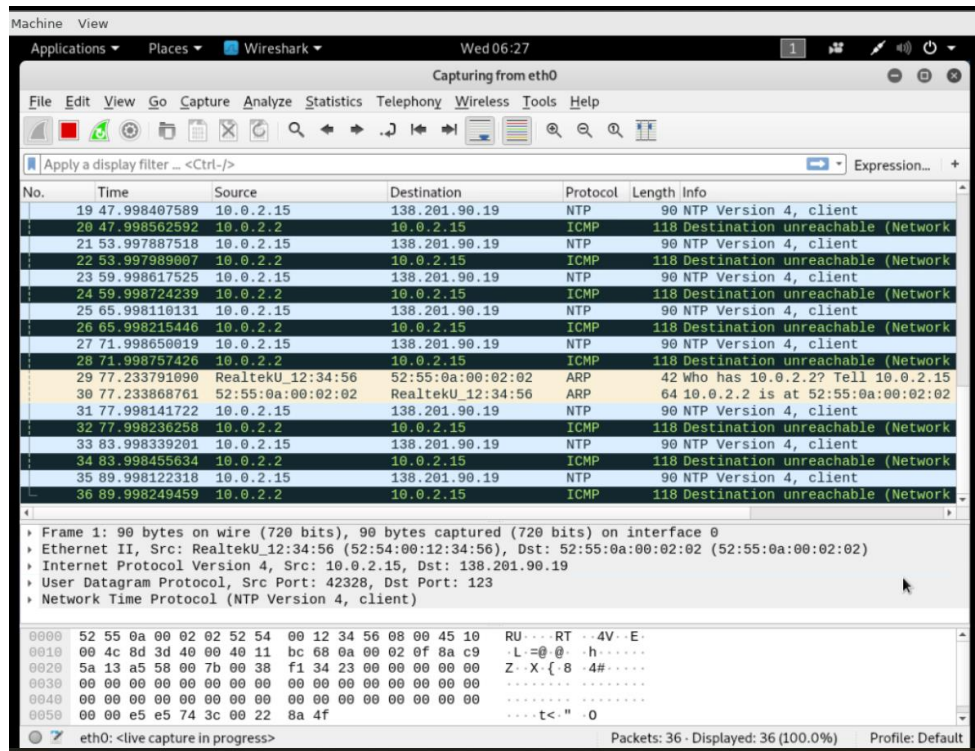 Machine View
Applications ▾ Places ▾ Wireshark ▾ Wed 06:27 1
Capturing from eth0
File Edit View Go Capture Analyze Statistics Telephony Wireless Tools Help
Apply a display filter ... <Ctrl-/> Expression... +
No. Time Source Destination Protocol Length Info
19 47.998407589 10.0.2.15 138.201.90.19 NTP 90 NTP Version 4, client
20 47.998562592 10.0.2.2 10.0.2.15 ICMP 118 Destination unreachable (Network
21 53.997887518 10.0.2.15 138.201.90.19 NTP 90 NTP Version 4, client
22 53.997989007 10.0.2.2 10.0.2.15 ICMP 118 Destination unreachable (Network
23 59.998617525 10.0.2.15 138.201.90.19 NTP 90 NTP Version 4, client
24 59.998724239 10.0.2.2 10.0.2.15 ICMP 118 Destination unreachable (Network
25 65.998110131 10.0.2.15 138.201.90.19 NTP 90 NTP Version 4, client
26 65.998215446 10.0.2.2 10.0.2.15 ICMP 118 Destination unreachable (Network
27 71.998650019 10.0.2.15 138.201.90.19 NTP 90 NTP Version 4, client
28 71.998757426 10.0.2.2 10.0.2.15 ICMP 118 Destination unreachable (Network
29 77.233791090 RealtekU_12:34:56 52:55:0a:00:02:02 ARP 42 Who has 10.0.2.2? Tell 10.0.2.15
30 77.233868761 52:55:0a:00:02:02 RealtekU_12:34:56 ARP 64 10.0.2.2 is at 52:55:0a:00:02:02
31 77.998141722 10.0.2.15 138.201.90.19 NTP 90 NTP Version 4, client
32 77.998236258 10.0.2.2 10.0.2.15 ICMP 118 Destination unreachable (Network
33 83.998339201 10.0.2.15 138.201.90.19 NTP 90 NTP Version 4, client
34 83.998455634 10.0.2.2 10.0.2.15 ICMP 118 Destination unreachable (Network
35 89.998122318 10.0.2.15 138.201.90.19 NTP 90 NTP Version 4, client
36 89.998249459 10.0.2.2 10.0.2.15 ICMP 118 Destination unreachable (Network
Frame 1: 90 bytes on wire (720 bits), 90 bytes captured (720 bits) on interface 0
Ethernet II, Src: RealtekU_12:34:56 (52:54:00:12:34:56), Dst: 52:55:0a:00:02:02 (52:55:0a:00:02:02)
Internet Protocol Version 4, Src: 10.0.2.15, Dst: 138.201.90.19
User Datagram Protocol, Src Port: 42328, Dst Port: 123
Network Time Protocol (NTP Version 4, client)
0000 52 55 0a 00 02 02 52 54 00 12 34 56 08 00 45 10 RU····RT ··4V··E·
0010 00 4c 8d 3d 40 00 40 11 bc 68 0a 00 02 0f 8a c9 ·L·=@·@· ·h······
0020 5a 13 a5 58 00 7b 00 38 f1 34 23 00 00 00 00 00 Z··X·{·8 ·4#·····
0030 00 00 00 00 00 00 00 00 00 00 00 00 00 00 00 00 ········ ········
0040 00 00 00 00 00 00 00 00 00 00 00 00 00 00 00 00 ········ ········
0050 00 00 e5 e5 74 3c 00 22 8a 4f ····t<·" ·O
eth0: <live capture in progress> Packets: 36 · Displayed: 36 (100.0%) Profile: Default